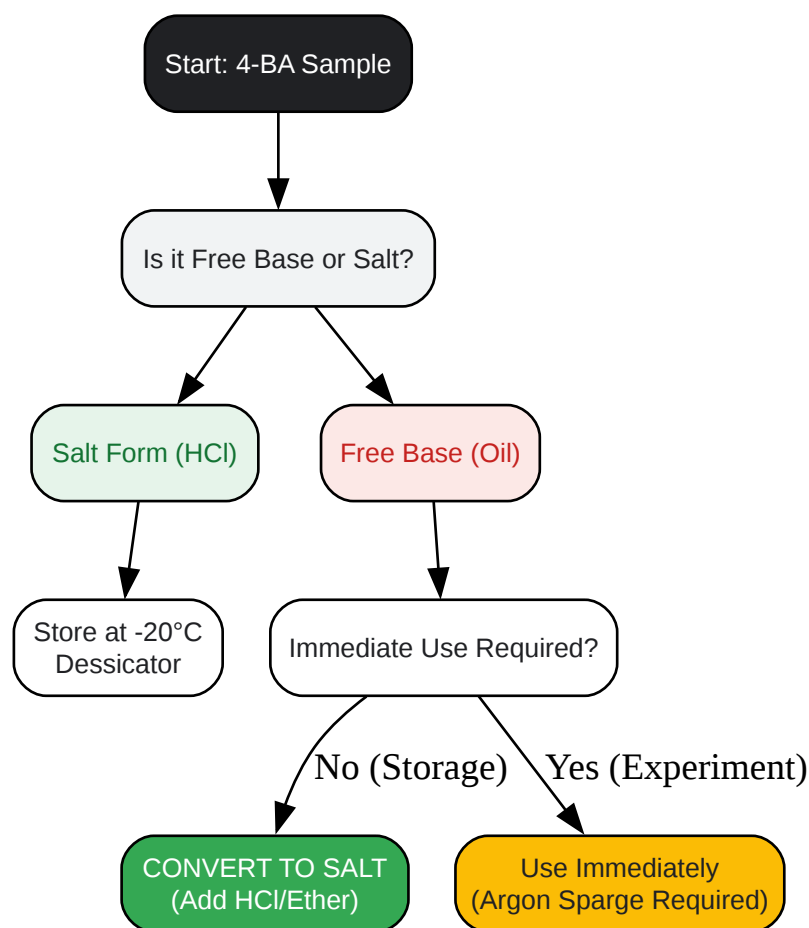 Start: 4-BA Sample
Is it Free Base or Salt?
Salt Form (HCl)
Free Base (Oil)
Store at -20°C
Dessicator
Immediate Use Required?
No (Storage)
Yes (Experiment)
CONVERT TO SALT
(Add HCl/Ether)
Use Immediately
(Argon Sparge Required)